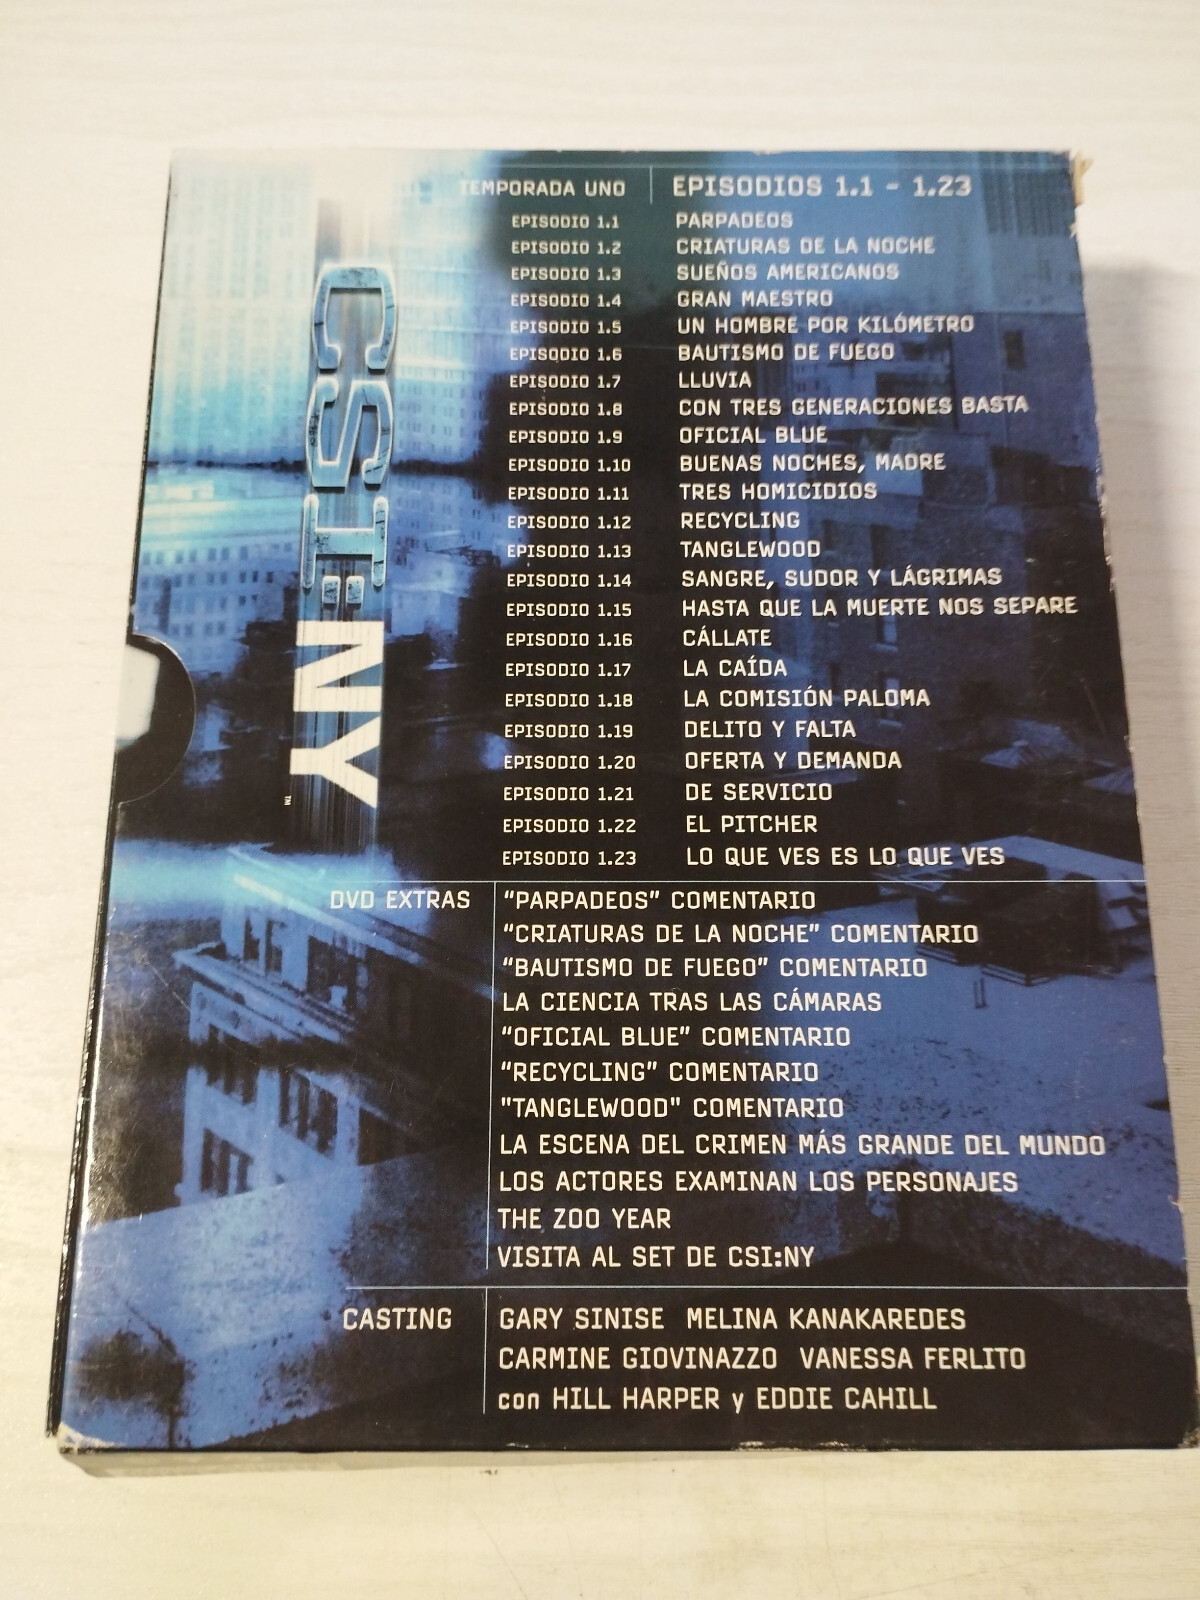 TEMPORADA UNO EPISODIOS 1.1 - 1.23
EPISODIO 1.1 PARPADEOS
EPISODIO 1.2 CRIATURAS DE LA NOCHE
EPISODIO 1.3 SUEÑOS AMERICANOS
EPISODIO 1.4 GRAN MAESTRO
EPISODIO 1.5 UN HOMBRE POR KILÓMETRO
EPISODIO 1.6 BAUTISMO DE FUEGO
EPISODIO 1.7 LLUVIA
EPISODIO 1.8 CON TRES GENERACIONES BASTA
EPISODIO 1.9 OFICIAL BLUE
EPISODIO 1.10 BUENAS NOCHES, MADRE
EPISODIO 1.11 TRES HOMICIDIOS
EPISODIO 1.12 RECYCLING
EPISODIO 1.13 TANGLEWOOD
EPISODIO 1.14 SANGRE, SUDOR Y LÁGRIMAS
EPISODIO 1.15 HASTA QUE LA MUERTE NOS SEPARE
EPISODIO 1.16 CÁLLATE
EPISODIO 1.17 LA CAÍDA
EPISODIO 1.18 LA COMISIÓN PALOMA
EPISODIO 1.19 DELITO Y FALTA
EPISODIO 1.20 OFERTA Y DEMANDA
EPISODIO 1.21 DE SERVICIO
EPISODIO 1.22 EL PITCHER
EPISODIO 1.23 LO QUE VES ES LO QUE VES
CSI:NY™
DVD EXTRAS "PARPADEOS" COMENTARIO
"CRIATURAS DE LA NOCHE" COMENTARIO
"BAUTISMO DE FUEGO" COMENTARIO
LA CIENCIA TRAS LAS CÁMARAS
"OFICIAL BLUE" COMENTARIO
"RECYCLING" COMENTARIO
"TANGLEWOOD" COMENTARIO
LA ESCENA DEL CRIMEN MÁS GRANDE DEL MUNDO
LOS ACTORES EXAMINAN LOS PERSONAJES
THE ZOO YEAR
VISITA AL SET DE CSI:NY
CASTING GARY SINISE MELINA KANAKAREDES
CARMINE GIOVINAZZO VANESSA FERLITO
con HILL HARPER y EDDIE CAHILL